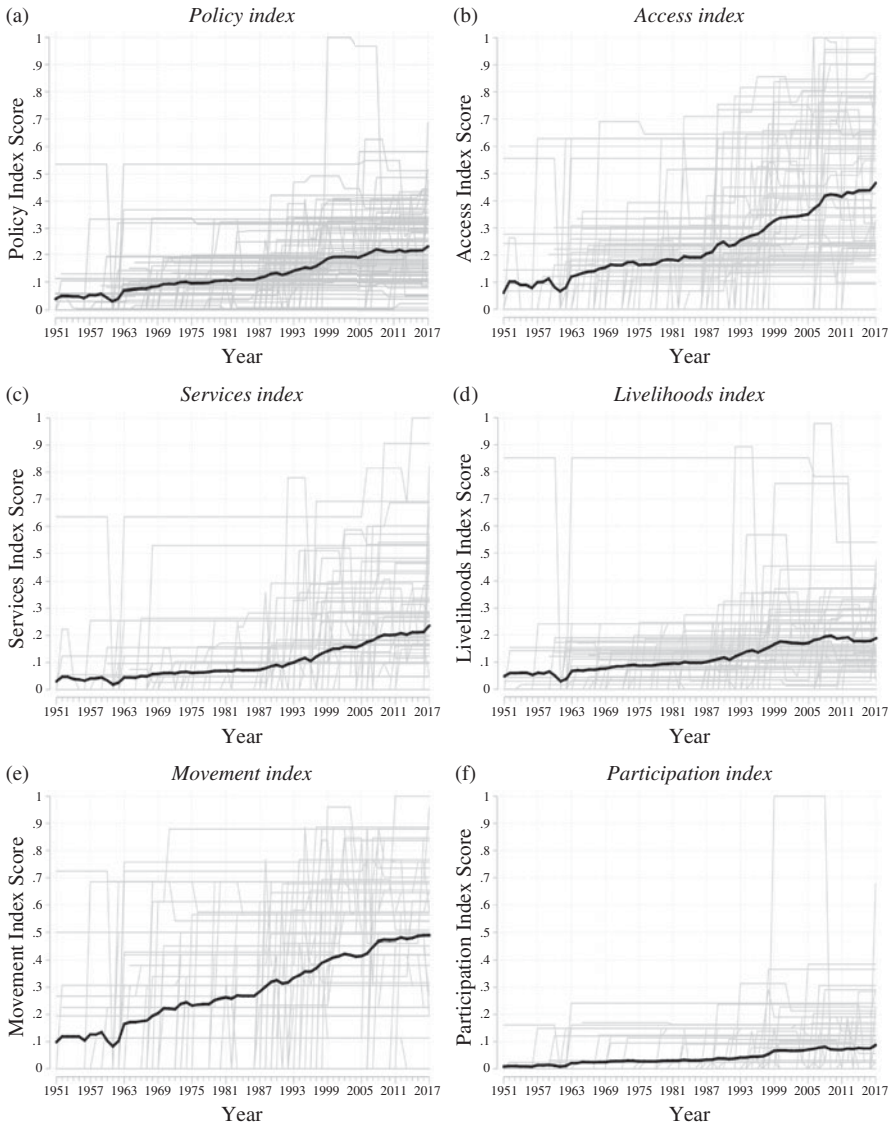 (a) Policy index
1
.9
.8
.7
.6
.5
.4
.3
.2
.1
0
Policy Index Score
1951 1957 1963 1969 1975 1981 1987 1993 1999 2005 2011 2017
Year
(b) Access index
1
.9
.8
.7
.6
.5
.4
.3
.2
.1
0
Access Index Score
1951 1957 1963 1969 1975 1981 1987 1993 1999 2005 2011 2017
Year
(c) Services index
1
.9
.8
.7
.6
.5
.4
.3
.2
.1
0
Services Index Score
1951 1957 1963 1969 1975 1981 1987 1993 1999 2005 2011 2017
Year
(d) Livelihoods index
1
.9
.8
.7
.6
.5
.4
.3
.2
.1
0
Livelihoods Index Score
1951 1957 1963 1969 1975 1981 1987 1993 1999 2005 2011 2017
Year
(e) Movement index
1
.9
.8
.7
.6
.5
.4
.3
.2
.1
0
Movement Index Score
1951 1957 1963 1969 1975 1981 1987 1993 1999 2005 2011 2017
Year
(f) Participation index
1
.9
.8
.7
.6
.5
.4
.3
.2
.1
0
Participation Index Score
1951 1957 1963 1969 1975 1981 1987 1993 1999 2005 2011 2017
Year